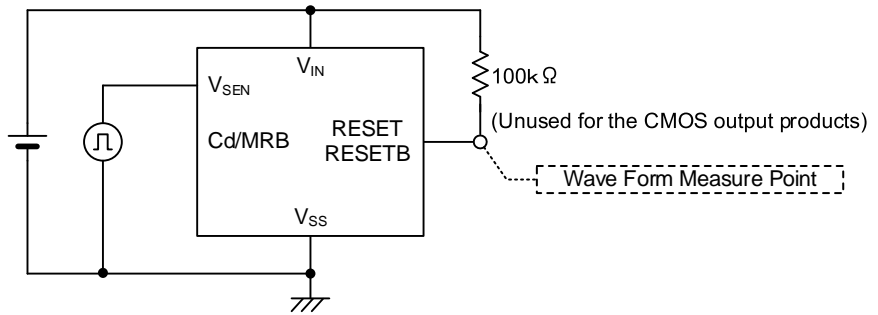 V_IN
100kΩ
V_SEN
(Unused for the CMOS output products)
RESET
Cd/MRB
RESETB
Wave Form Measure Point
V_SS